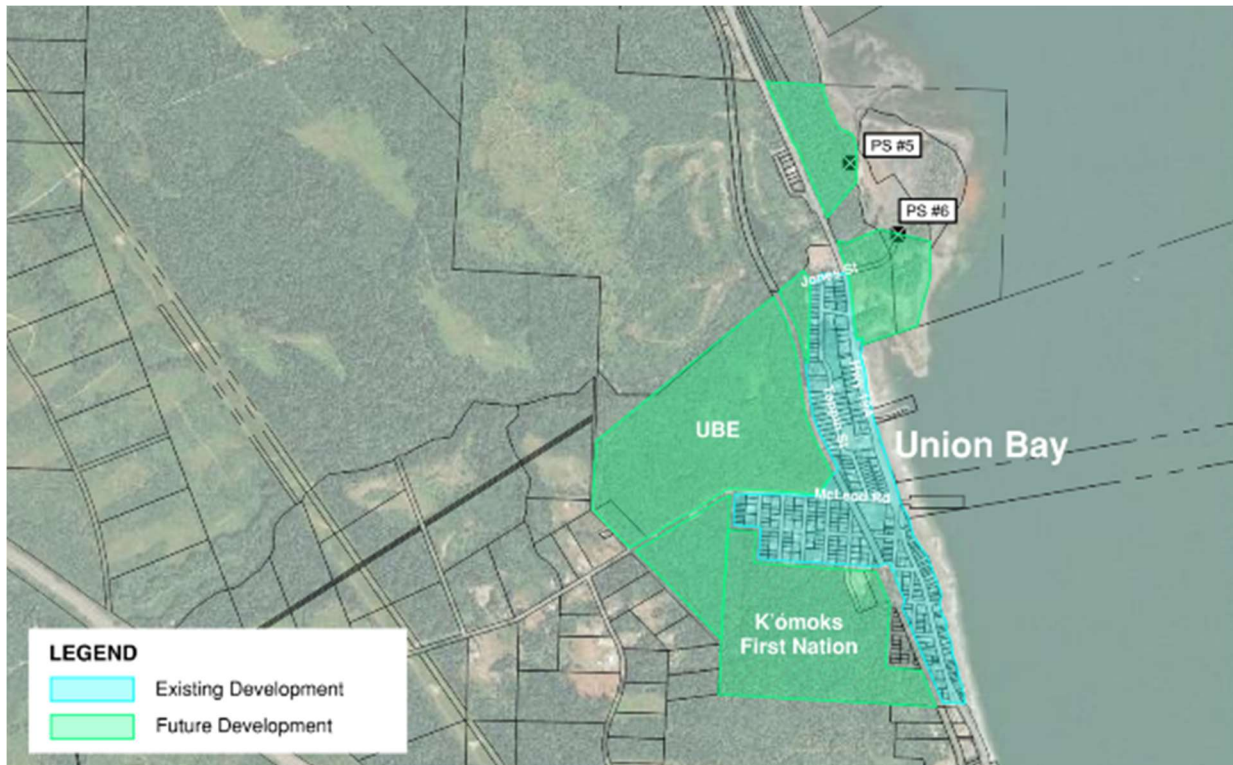 PS #5
PS #6
Jones St
UBE
Union Bay
McLeod Rd
K'ómoks
First Nation
LEGEND
Existing Development
Future Development